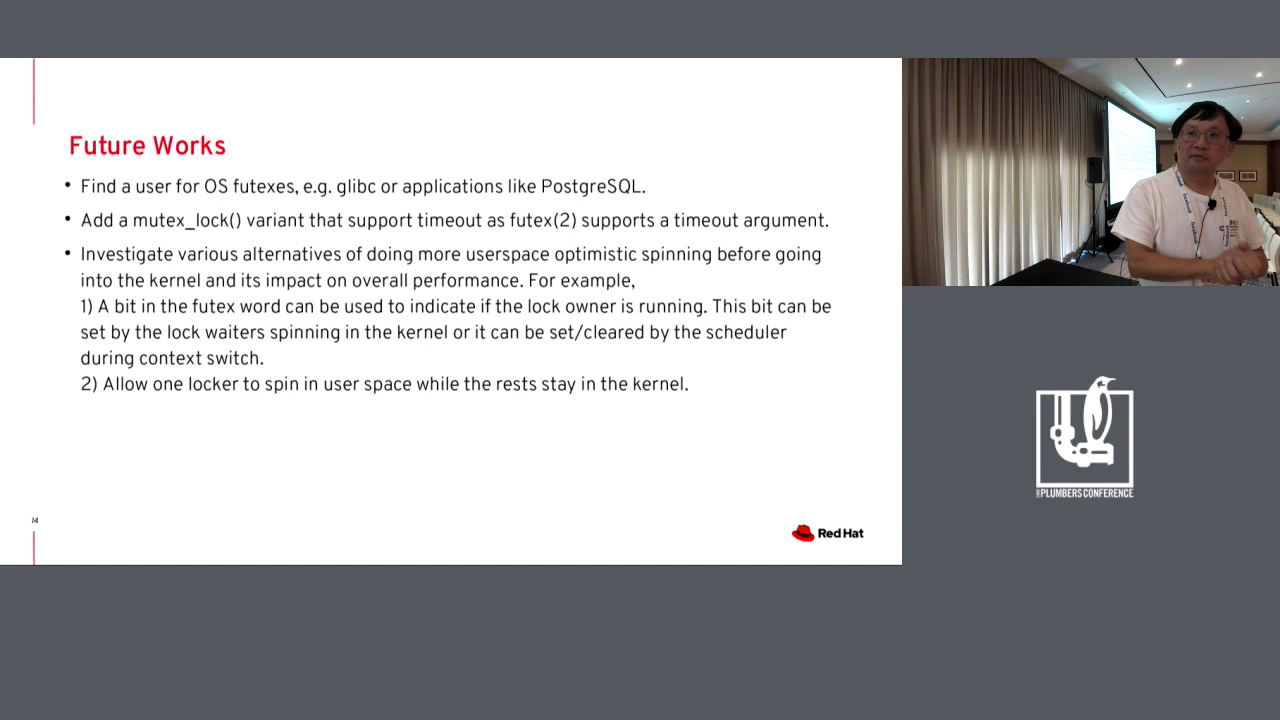 Future Works
• Find a user for OS futexes, e.g. glibc or applications like PostgreSQL.
• Add a mutex_lock() variant that support timeout as futex(2) supports a timeout argument.
• Investigate various alternatives of doing more userspace optimistic spinning before going
into the kernel and its impact on overall performance. For example,
1) A bit in the futex word can be used to indicate if the lock owner is running. This bit can be
set by the lock waiters spinning in the kernel or it can be set/cleared by the scheduler
during context switch.
2) Allow one locker to spin in user space while the rests stay in the kernel.
14
Red Hat
PLUMBERS CONFERENCE